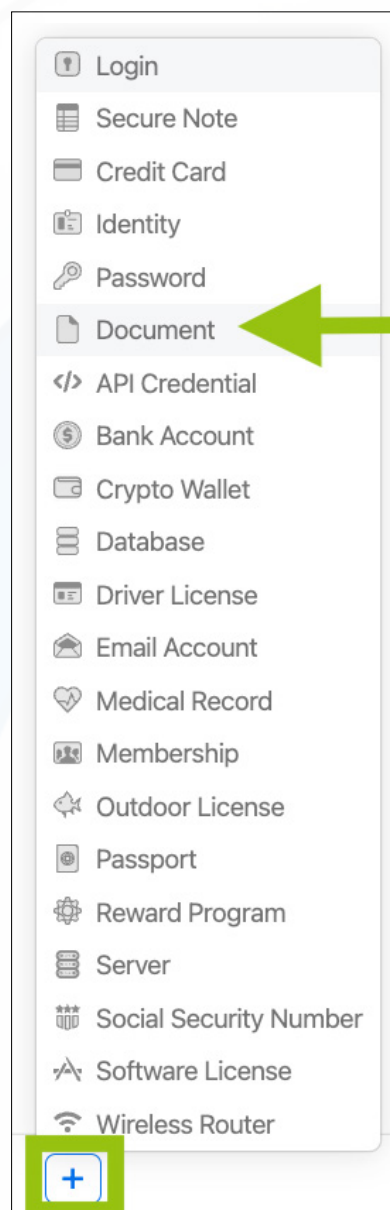 Login
Secure Note
Credit Card
Identity
Password
Document
API Credential
Bank Account
Crypto Wallet
Database
Driver License
Email Account
Medical Record
Membership
Outdoor License
Passport
Reward Program
Server
Social Security Number
Software License
Wireless Router
+